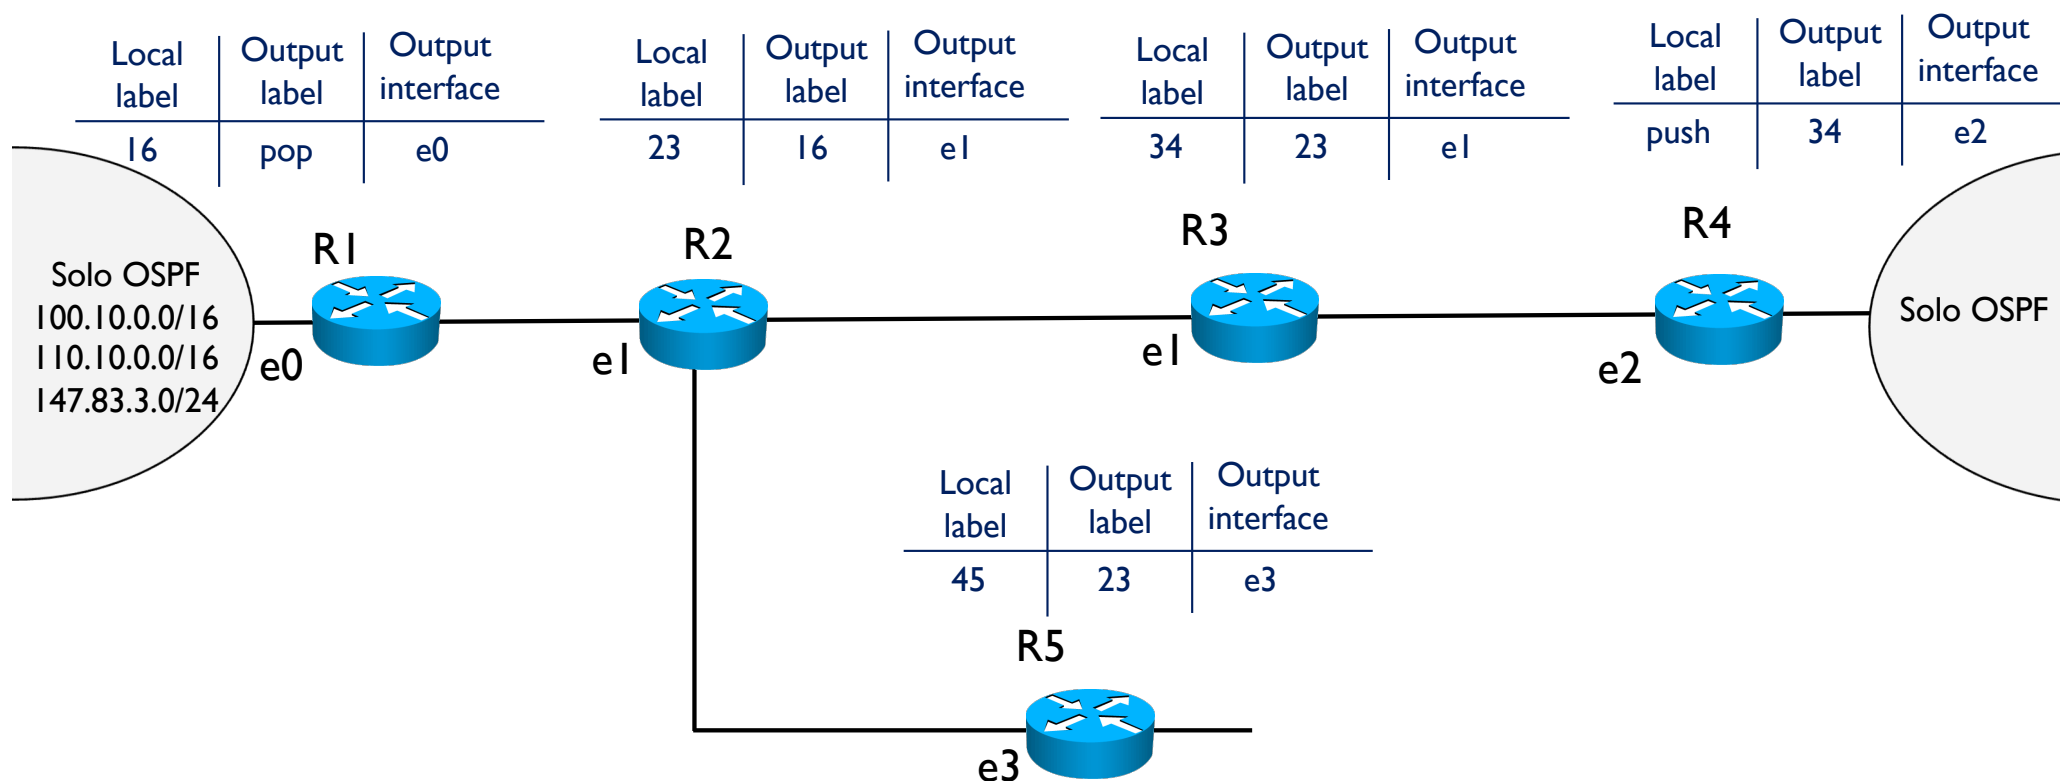 Local label | Output label | Output interface
16 | pop | e0
Local label | Output label | Output interface
23 | 16 | e1
Local label | Output label | Output interface
34 | 23 | e1
Local label | Output label | Output interface
push | 34 | e2
R1
R2
R3
R4
Solo OSPF
100.10.0.0/16
110.10.0.0/16
147.83.3.0/24
e0
e1
e1
e2
Solo OSPF
Local label | Output label | Output interface
45 | 23 | e3
R5
e3